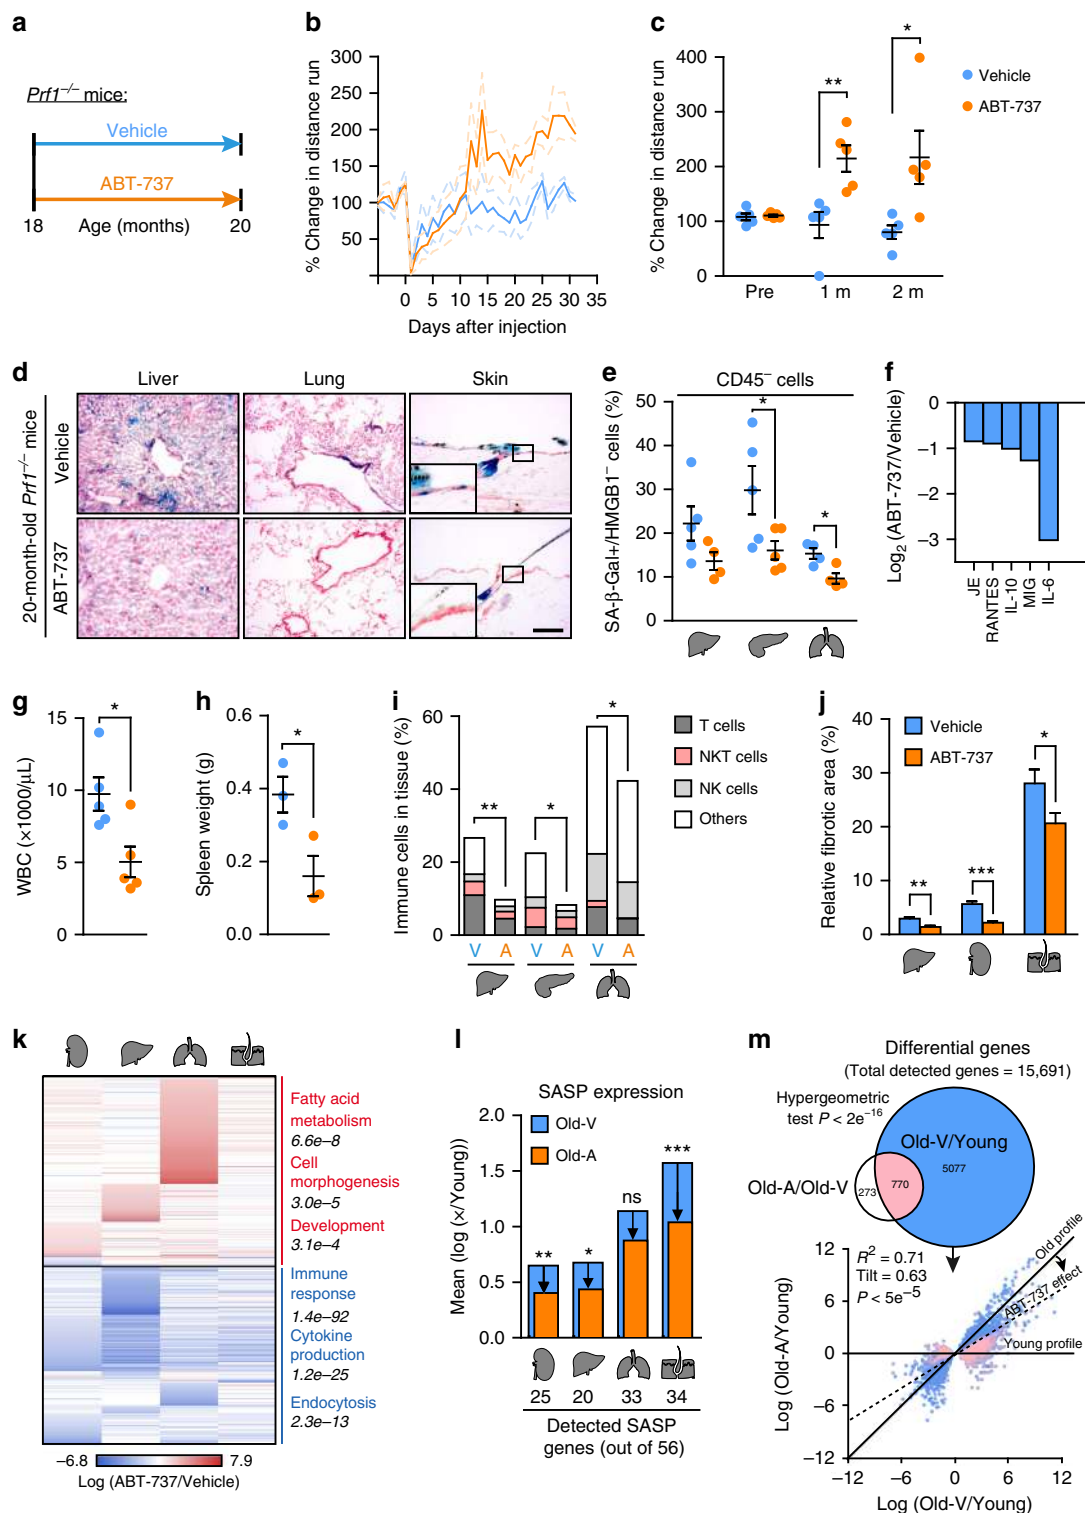 a
Prf1–/– mice:
Vehicle
ABT-737
18
Age (months)
20
b
% Change in distance run
300
250
200
150
100
50
0
5
10
15
20
25
30
35
Days after injection
c
% Change in distance run
400
300
200
100
0
Pre
1 m
2 m
**
*
Vehicle
ABT-737
d
Liver
Lung
Skin
20-month-old Prf1–/– mice
Vehicle
ABT-737
e
CD45– cells
SA-β-Gal+/HMGB1– cells (%)
50
40
30
20
10
0
*
*
f
Log2 (ABT-737/Vehicle)
0
–1
–2
–3
JE
RANTES
IL-10
MIG
IL-6
g
WBC (×1000/μL)
15
10
5
0
*
h
Spleen weight (g)
0.6
0.4
0.2
0.0
*
i
Immune cells in tissue (%)
60
40
20
0
**
*
*
V
A
V
A
V
A
T cells
NKT cells
NK cells
Others
j
Relative fibrotic area (%)
40
30
20
10
0
Vehicle
ABT-737
**
***
*
k
Fatty acid
metabolism
6.6e–8
Cell
morphogenesis
3.0e–5
Development
3.1e–4
Immune
response
1.4e–92
Cytokine
production
1.2e–25
Endocytosis
2.3e–13
–6.8
7.9
Log (ABT-737/Vehicle)
l
SASP expression
Mean (log (×/Young))
2.0
1.5
1.0
0.5
0.0
Old-V
Old-A
**
*
ns
***
25
20
33
34
Detected SASP
genes (out of 56)
m
Differential genes
(Total detected genes = 15,691)
Hypergeometric
test P < 2e–16
Old-V/Young
5077
Old-A/Old-V
273
770
R2 = 0.71
Tilt = 0.63
P < 5e–5
Old profile
ABT-737 effect
Young profile
Log (Old-A/Young)
12
6
0
–6
–12
–12
–6
0
6
12
Log (Old-V/Young)